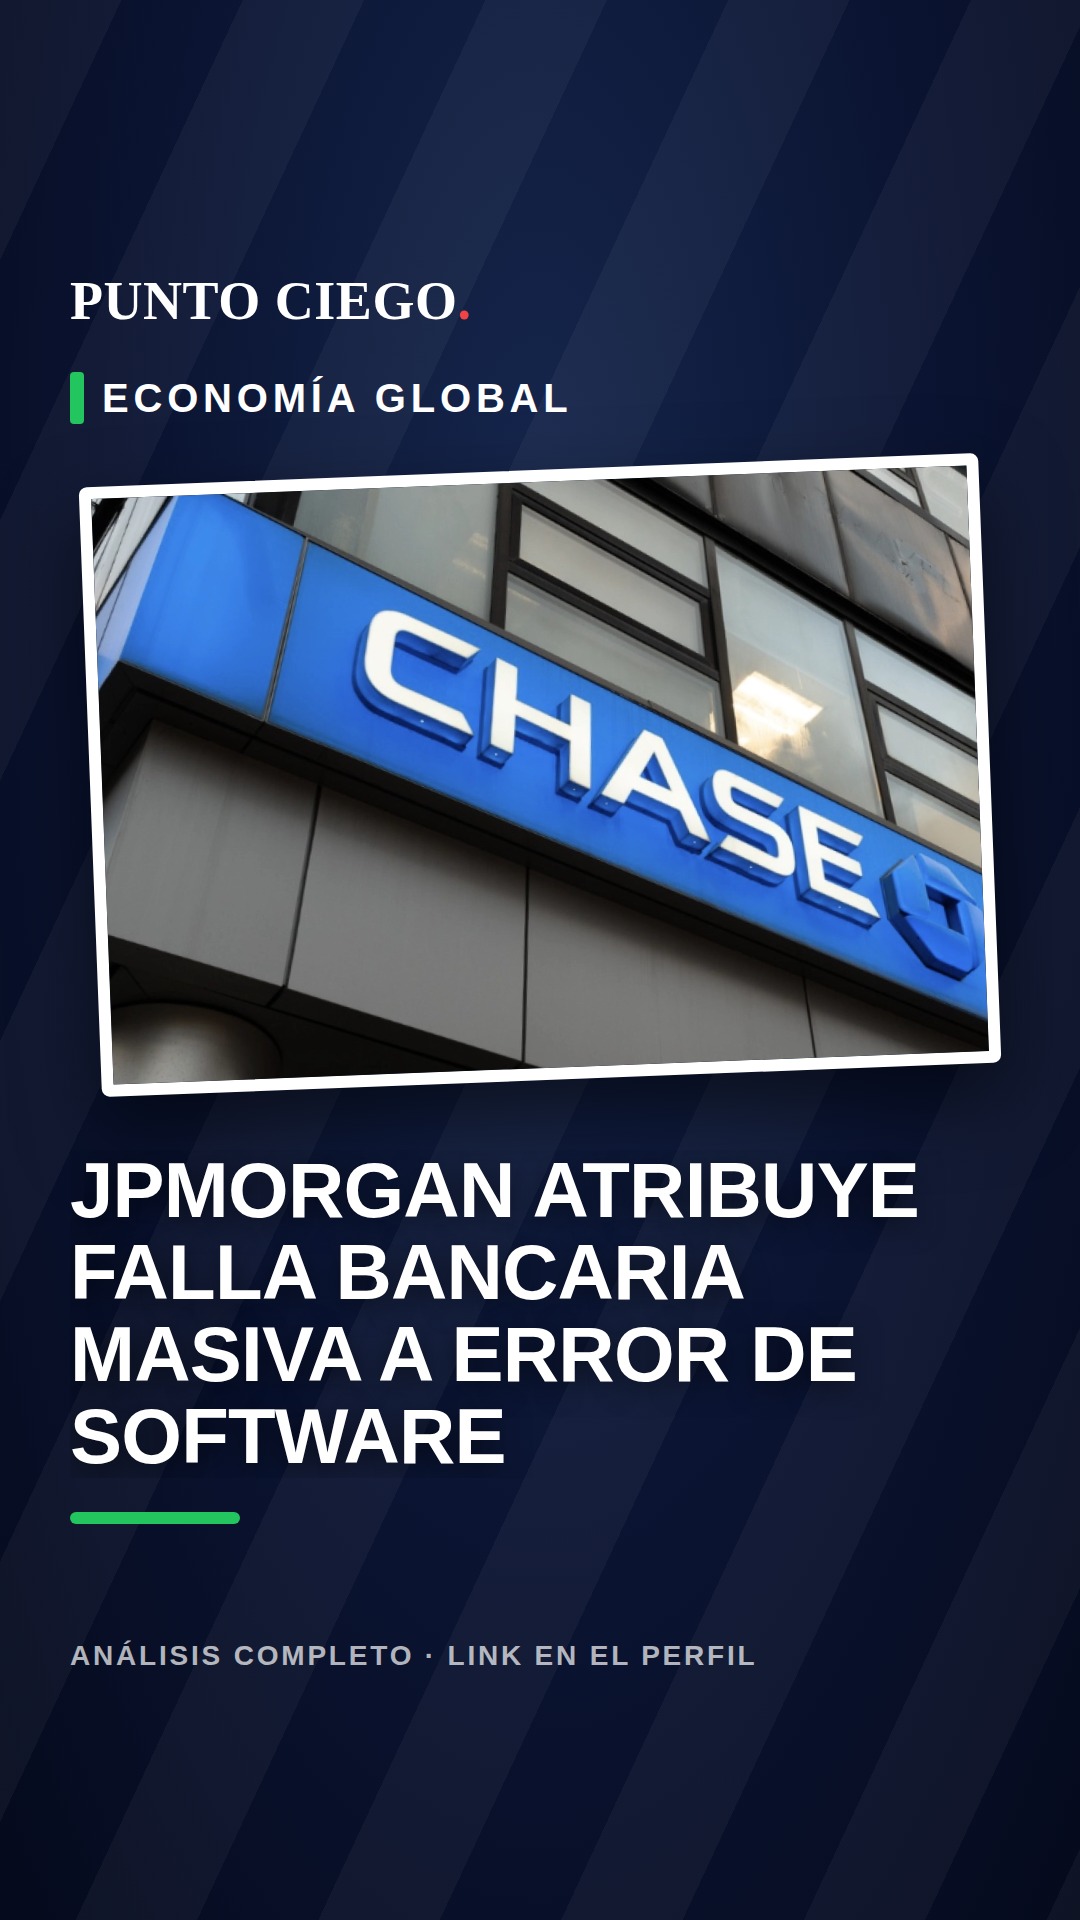 PUNTO CIEGO.
ECONOMÍA GLOBAL
CHASE
JPMORGAN ATRIBUYE
FALLA BANCARIA
MASIVA A ERROR DE
SOFTWARE
ANÁLISIS COMPLETO · LINK EN EL PERFIL